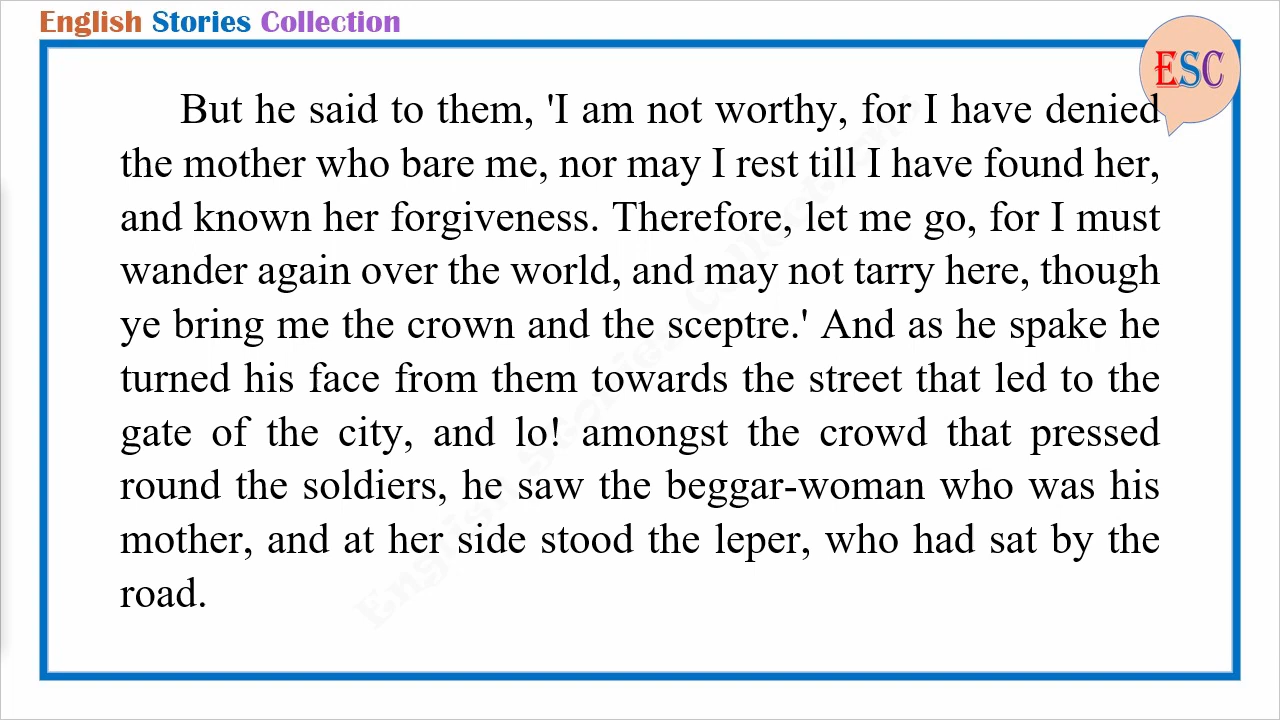 English Stories Collection
ESC
But he said to them, 'I am not worthy, for I have denied
the mother who bare me, nor may I rest till I have found her,
and known her forgiveness. Therefore, let me go, for I must
wander again over the world, and may not tarry here, though
ye bring me the crown and the sceptre.' And as he spake he
turned his face from them towards the street that led to the
gate of the city, and lo! amongst the crowd that pressed
round the soldiers, he saw the beggar-woman who was his
mother, and at her side stood the leper, who had sat by the
road.
English Stories Collections